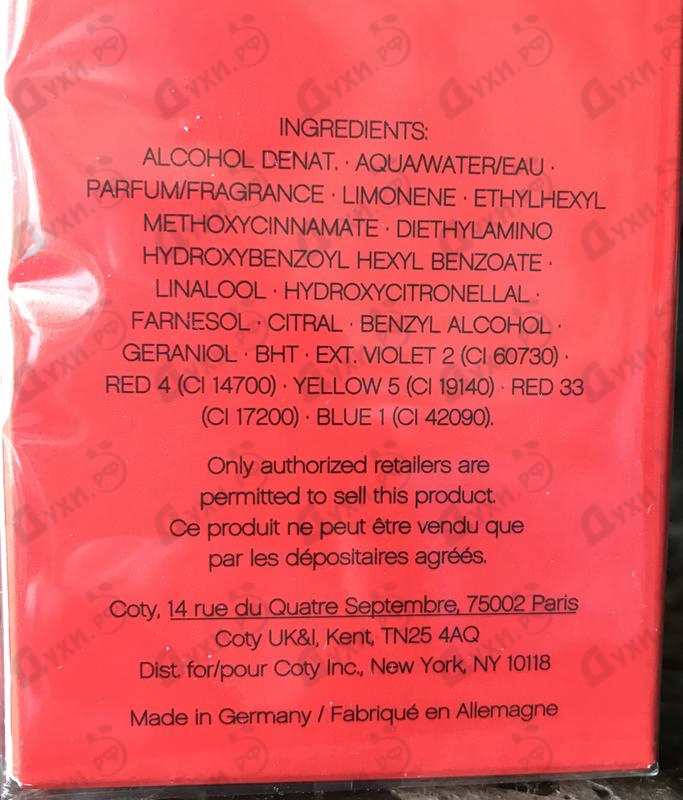 INGREDIENTS:
ALCOHOL DENAT. · AQUA/WATER/EAU ·
PARFUM/FRAGRANCE · LIMONENE · ETHYLHEXYL
METHOXYCINNAMATE · DIETHYLAMINO
HYDROXYBENZOYL HEXYL BENZOATE ·
LINALOOL · HYDROXYCITRONELLAL ·
FARNESOL · CITRAL · BENZYL ALCOHOL ·
GERANIOL · BHT · EXT. VIOLET 2 (CI 60730) ·
RED 4 (CI 14700) · YELLOW 5 (CI 19140) · RED 33
(CI 17200) · BLUE 1 (CI 42090).
Only authorized retailers are
permitted to sell this product.
Ce produit ne peut être vendu que
par les dépositaires agréés.
Coty, 14 rue du Quatre Septembre, 75002 Paris
Coty UK&I, Kent, TN25 4AQ
Dist. for/pour Coty Inc., New York, NY 10118
Made in Germany / Fabriqué en Allemagne
Духи.рф